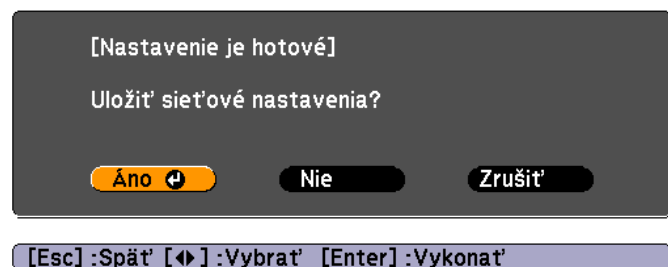 [Nastavenie je hotové]
Uložiť sieťové nastavenia?
Áno Nie Zrušiť
[Esc] :Späť [◆] :Vybrať [Enter] :Vykonať